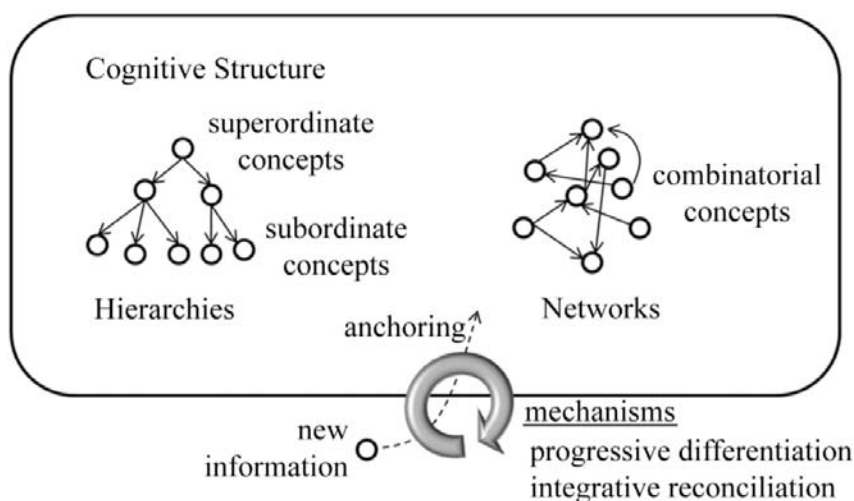 Cognitive Structure
superordinate
concepts
subordinate
concepts
Hierarchies
combinatorial
concepts
Networks
anchoring
new
information
mechanisms
progressive differentiation
integrative reconciliation